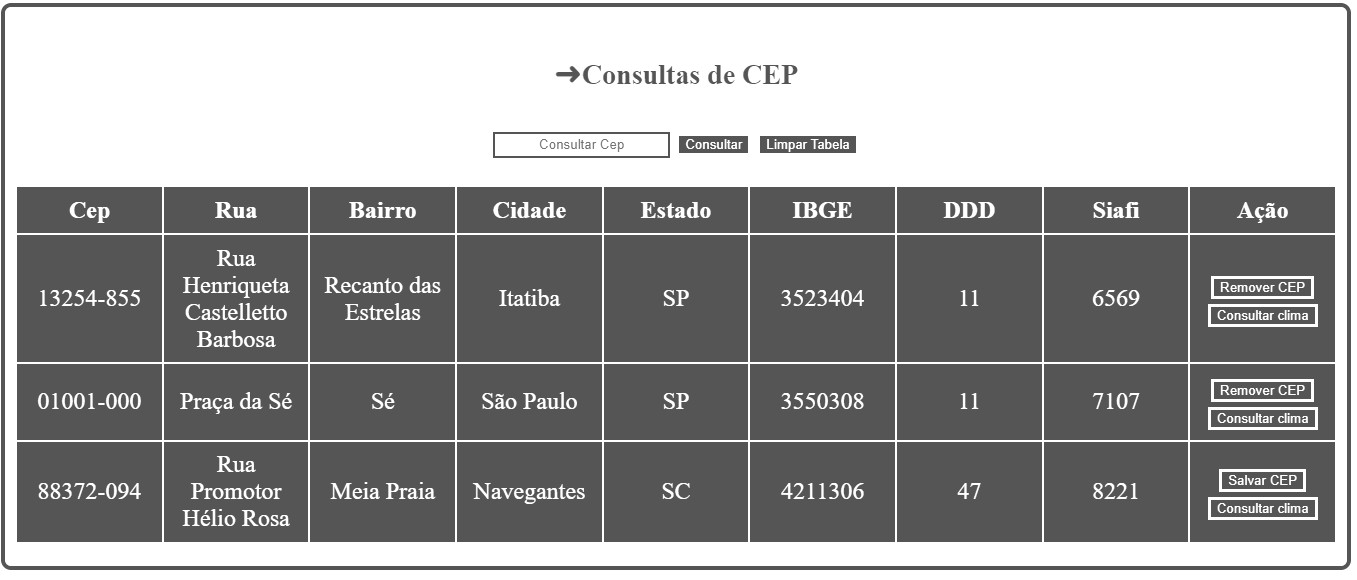 ➜Consultas de CEP
Consultar Cep Consultar Limpar Tabela
Cep Rua Bairro Cidade Estado IBGE DDD Siafi Ação
13254-855
Rua
Henriqueta
Castelletto
Barbosa
Recanto das
Estrelas
Itatiba
SP
3523404
11
6569
Remover CEP
Consultar clima
01001-000
Praça da Sé
Sé
São Paulo
SP
3550308
11
7107
Remover CEP
Consultar clima
88372-094
Rua
Promotor
Hélio Rosa
Meia Praia
Navegantes
SC
4211306
47
8221
Salvar CEP
Consultar clima